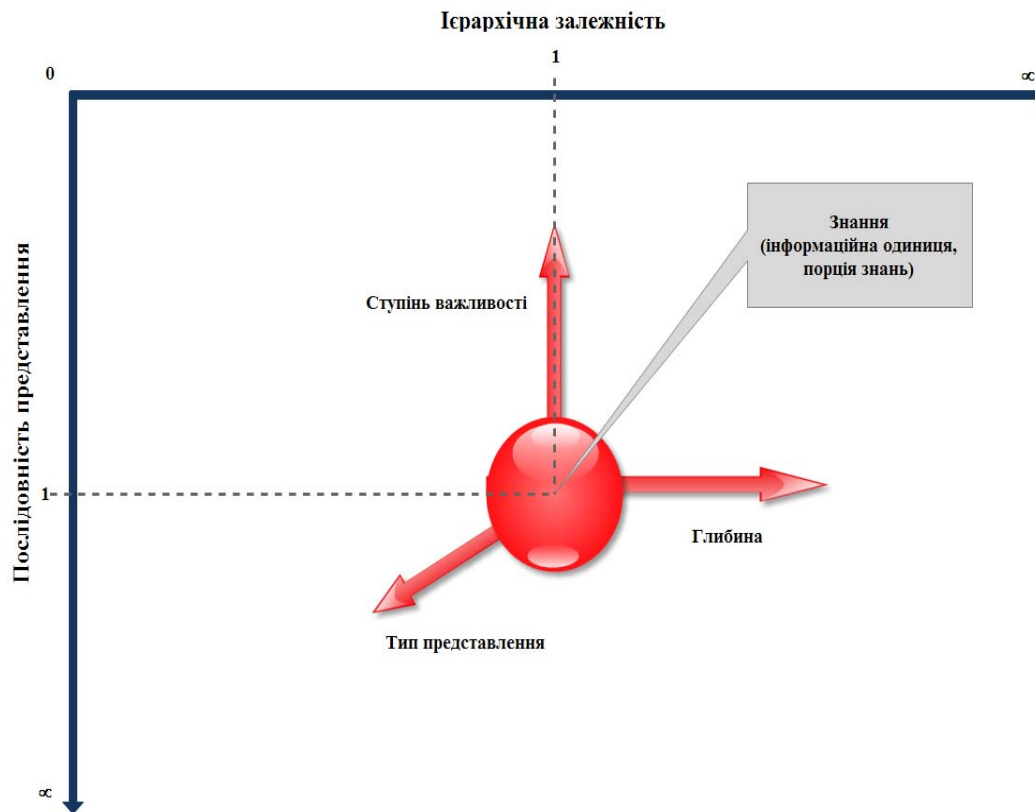 Ієрархічна залежність
1
0
∝
Знання
(інформаційна одиниця,
порція знань)
Ступінь важливості
Послідовність представлення
1
Глибина
Тип представлення
∝